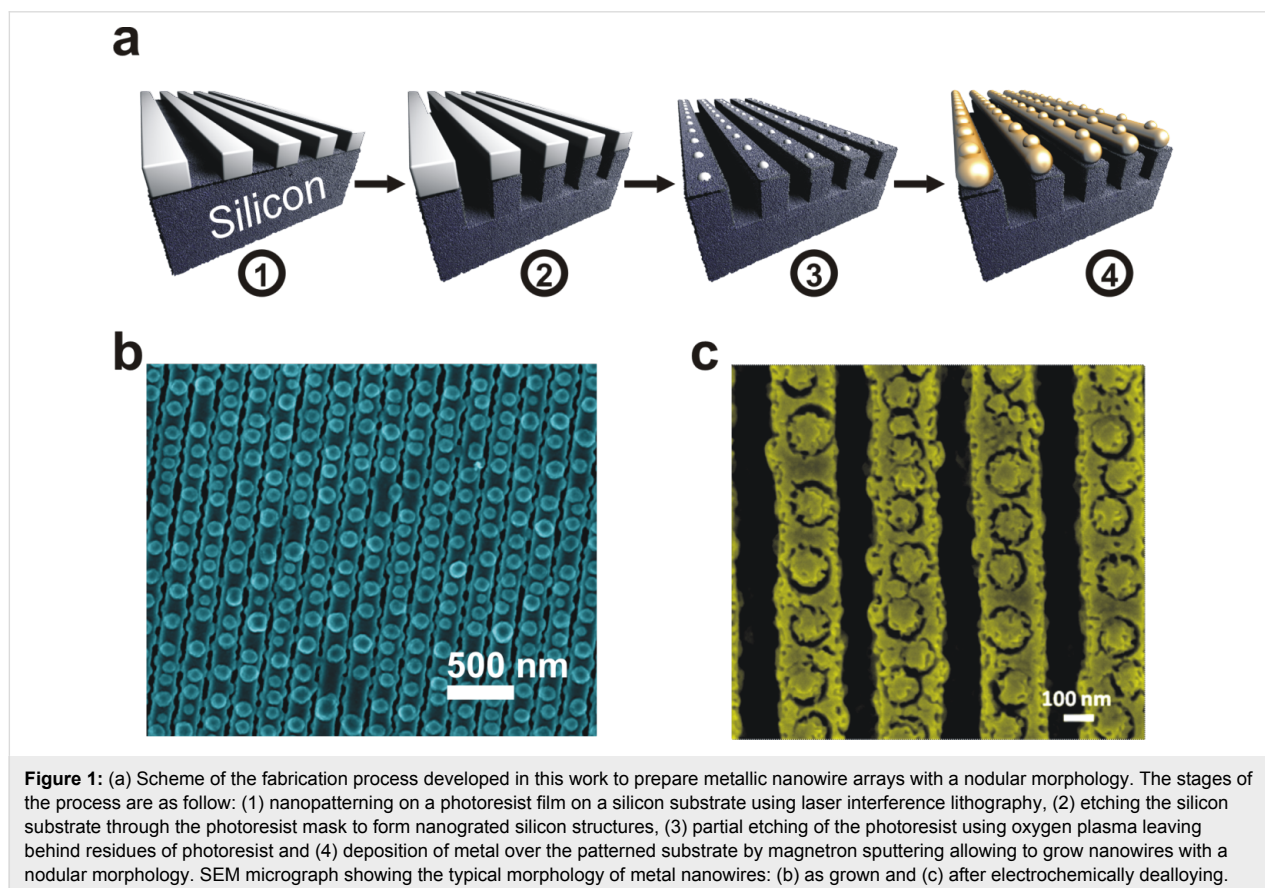 a
Silicon
1
2
3
4
b
c
500 nm
100 nm
Figure 1: (a) Scheme of the fabrication process developed in this work to prepare metallic nanowire arrays with a nodular morphology. The stages of
the process are as follow: (1) nanopatterning on a photoresist film on a silicon substrate using laser interference lithography, (2) etching the silicon
substrate through the photoresist mask to form nanograted silicon structures, (3) partial etching of the photoresist using oxygen plasma leaving
behind residues of photoresist and (4) deposition of metal over the patterned substrate by magnetron sputtering allowing to grow nanowires with a
nodular morphology. SEM micrograph showing the typical morphology of metal nanowires: (b) as grown and (c) after electrochemically dealloying.